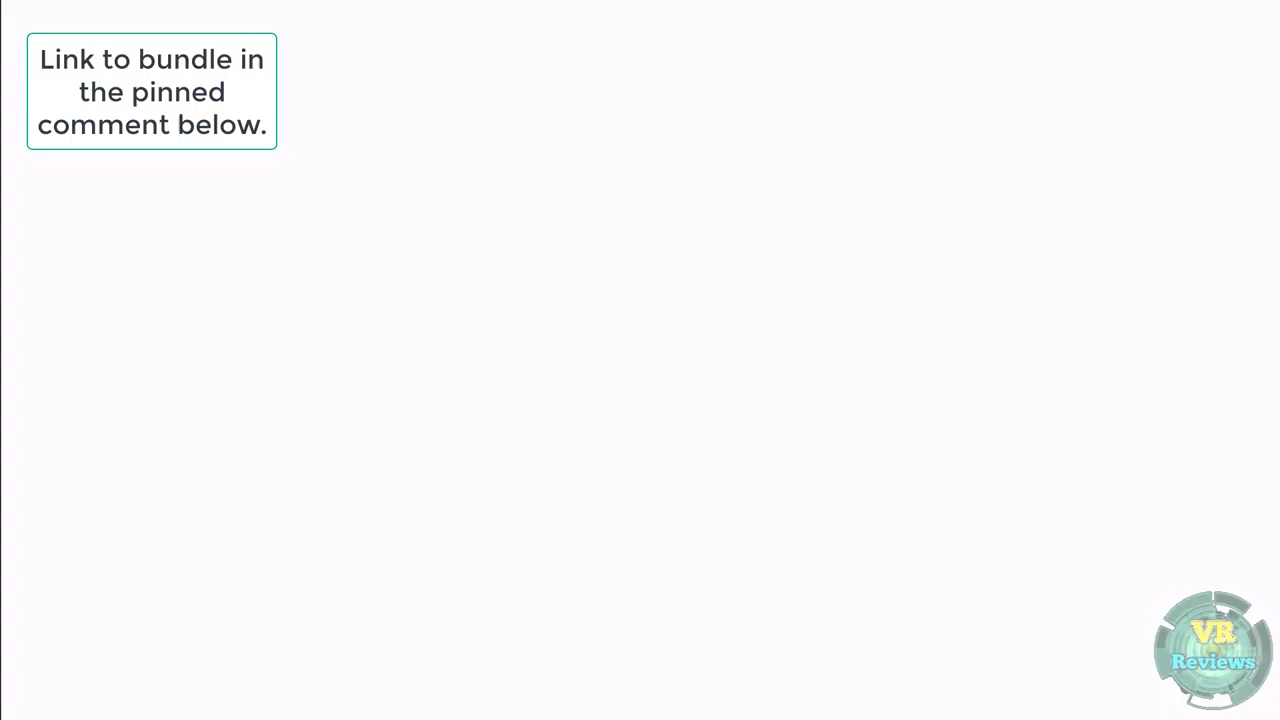 Link to bundle in
the pinned
comment below.
VR
Reviews